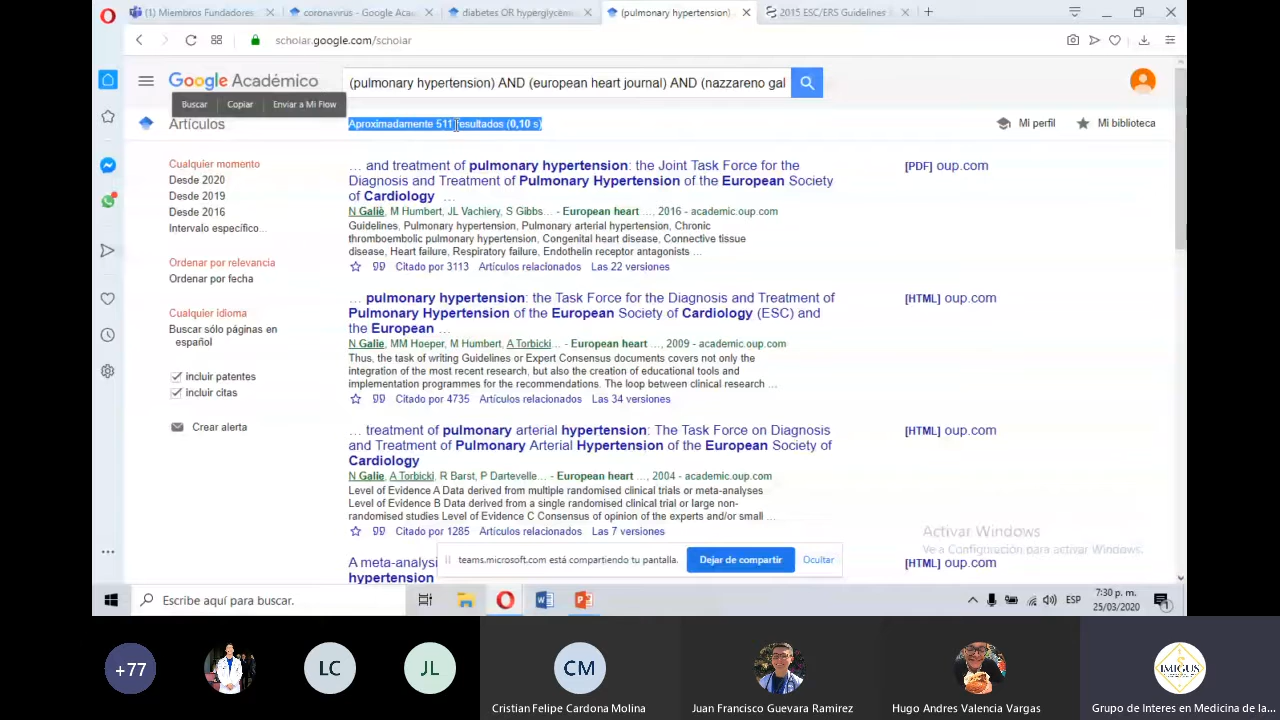 (1) Miembros Fundadores
coronavirus - Google Aca
diabetes OR hyperglycem
(pulmonary hypertension)
2015 ESC/ERS Guidelines
scholar.google.com/scholar
Google Académico
(pulmonary hypertension) AND (european heart journal) AND (nazzareno gal
Buscar Copiar Enviar a Mi Flow
Artículos
Aproximadamente 511 resultados (0,10 s)
Mi perfil
Mi biblioteca
Cualquier momento
Desde 2020
Desde 2019
Desde 2016
Intervalo específico...
Ordenar por relevancia
Ordenar por fecha
Cualquier idioma
Buscar sólo páginas en
español
incluir patentes
incluir citas
Crear alerta
... and treatment of pulmonary hypertension: the Joint Task Force for the
Diagnosis and Treatment of Pulmonary Hypertension of the European Society
of Cardiology ...
N Galiè, M Humbert, JL Vachiery, S Gibbs... - European heart ..., 2016 - academic.oup.com
Guidelines, Pulmonary hypertension, Pulmonary arterial hypertension, Chronic
thromboembolic pulmonary hypertension, Congenital heart disease, Connective tissue
disease, Heart failure, Respiratory failure, Endothelin receptor antagonists ...
Citado por 3113 Artículos relacionados Las 22 versiones
[PDF] oup.com
... pulmonary hypertension: the Task Force for the Diagnosis and Treatment of
Pulmonary Hypertension of the European Society of Cardiology (ESC) and
the European ...
N Galie, MM Hoeper, M Humbert, A Torbicki... - European heart ..., 2009 - academic.oup.com
Thus, the task of writing Guidelines or Expert Consensus documents covers not only the
integration of the most recent research, but also the creation of educational tools and
implementation programmes for the recommendations. The loop between clinical research ...
Citado por 4735 Artículos relacionados Las 34 versiones
[HTML] oup.com
... treatment of pulmonary arterial hypertension: The Task Force on Diagnosis
and Treatment of Pulmonary Arterial Hypertension of the European Society of
Cardiology
N Galie, A Torbicki, R Barst, P Dartevelle... - European heart ..., 2004 - academic.oup.com
Level of Evidence A Data derived from multiple randomised clinical trials or meta-analyses
Level of Evidence B Data derived from a single randomised clinical trial or large non-
randomised studies Level of Evidence C Consensus of opinion of the experts and/or small ...
Citado por 1285 Artículos relacionados Las 7 versiones
[HTML] oup.com
A meta-analysi
hypertension
[HTML] oup.com
teams.microsoft.com está compartiendo tu pantalla.
Dejar de compartir
Ocultar
Activar Windows
Ve a Configuración para activar Windows.
Escribe aquí para buscar.
ESP
7:30 p. m.
25/03/2020
1
+77
LC
JL
CM
IMIGUS
Cristian Felipe Cardona Molina
Juan Francisco Guevara Ramirez
Hugo Andres Valencia Vargas
Grupo de Interes en Medicina de la...